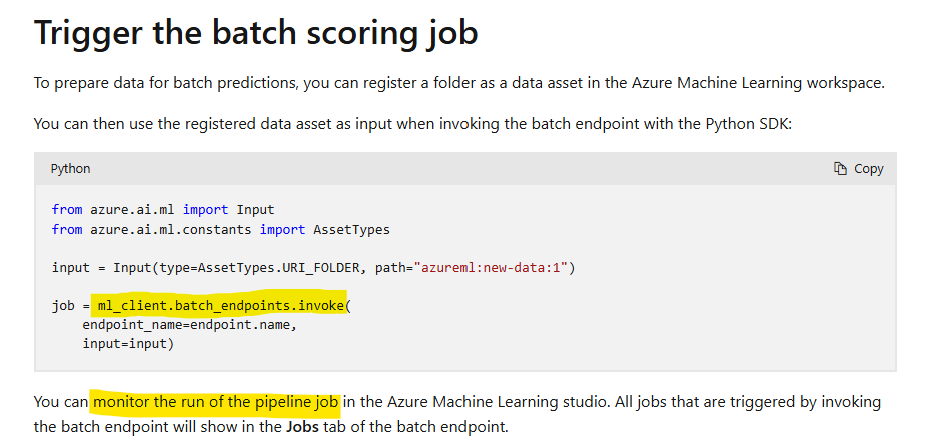 Trigger the batch scoring job
To prepare data for batch predictions, you can register a folder as a data asset in the Azure Machine Learning workspace.
You can then use the registered data asset as input when invoking the batch endpoint with the Python SDK:
Python
Copy
from azure.ai.ml import Input
from azure.ai.ml.constants import AssetTypes
input = Input(type=AssetTypes.URI_FOLDER, path="azureml:new-data:1")
job = ml_client.batch_endpoints.invoke(
    endpoint_name=endpoint.name,
    input=input)
You can monitor the run of the pipeline job in the Azure Machine Learning studio. All jobs that are triggered by invoking
the batch endpoint will show in the Jobs tab of the batch endpoint.